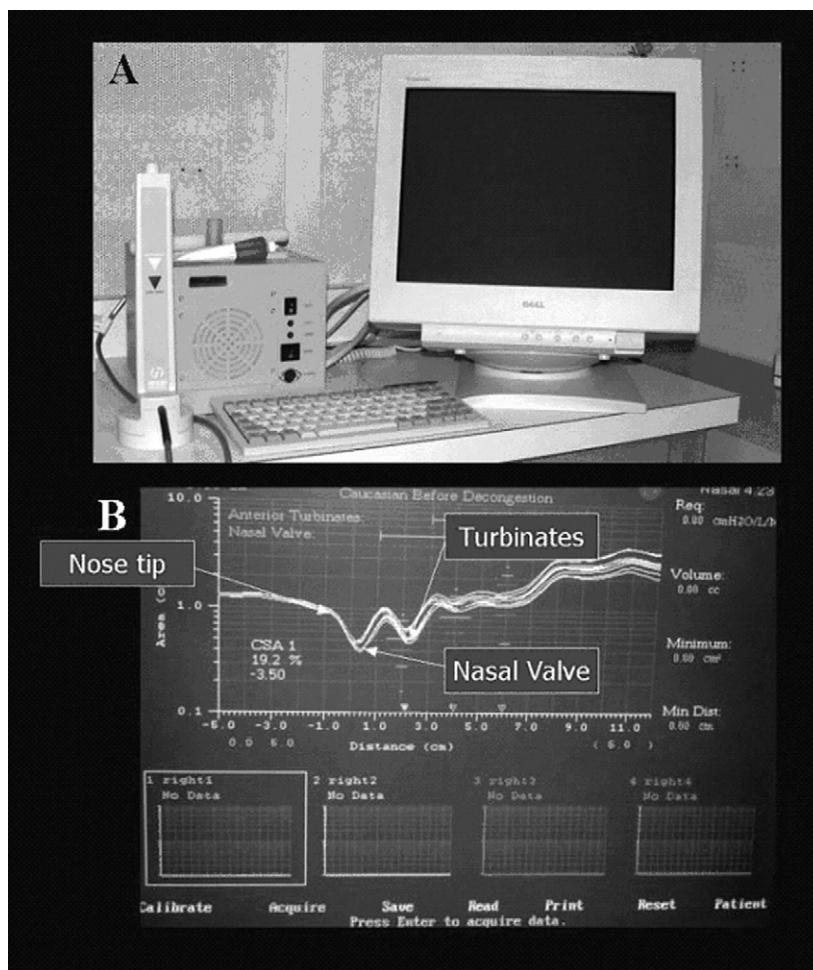 A
DELL
B
Caucasian Before Decongestion
Nasal 4.23
10.0
Anterior Turbinates:
Nasal Valve:
Req:
0.00 cmH2O/L/M
Turbinates
Nose tip
Volume:
0.00 cc
1.0
Area
CSA 1
19.2 %
-3.50
Nasal Valve
Minimum:
0.00 cm²
0.1
Min Dist:
0.00 cm
-5.0 -3.0 -1.0 1.0 3.0 5.0 7.0 9.0 11.0
0.0 5.0 Distance (cm) ( 6.0 )
1 right1 2 right2 3 right3 4 right4
No Data No Data No Data No Data
Calibrate Acquire Save Read Print Reset Patient
Press Enter to acquire data.